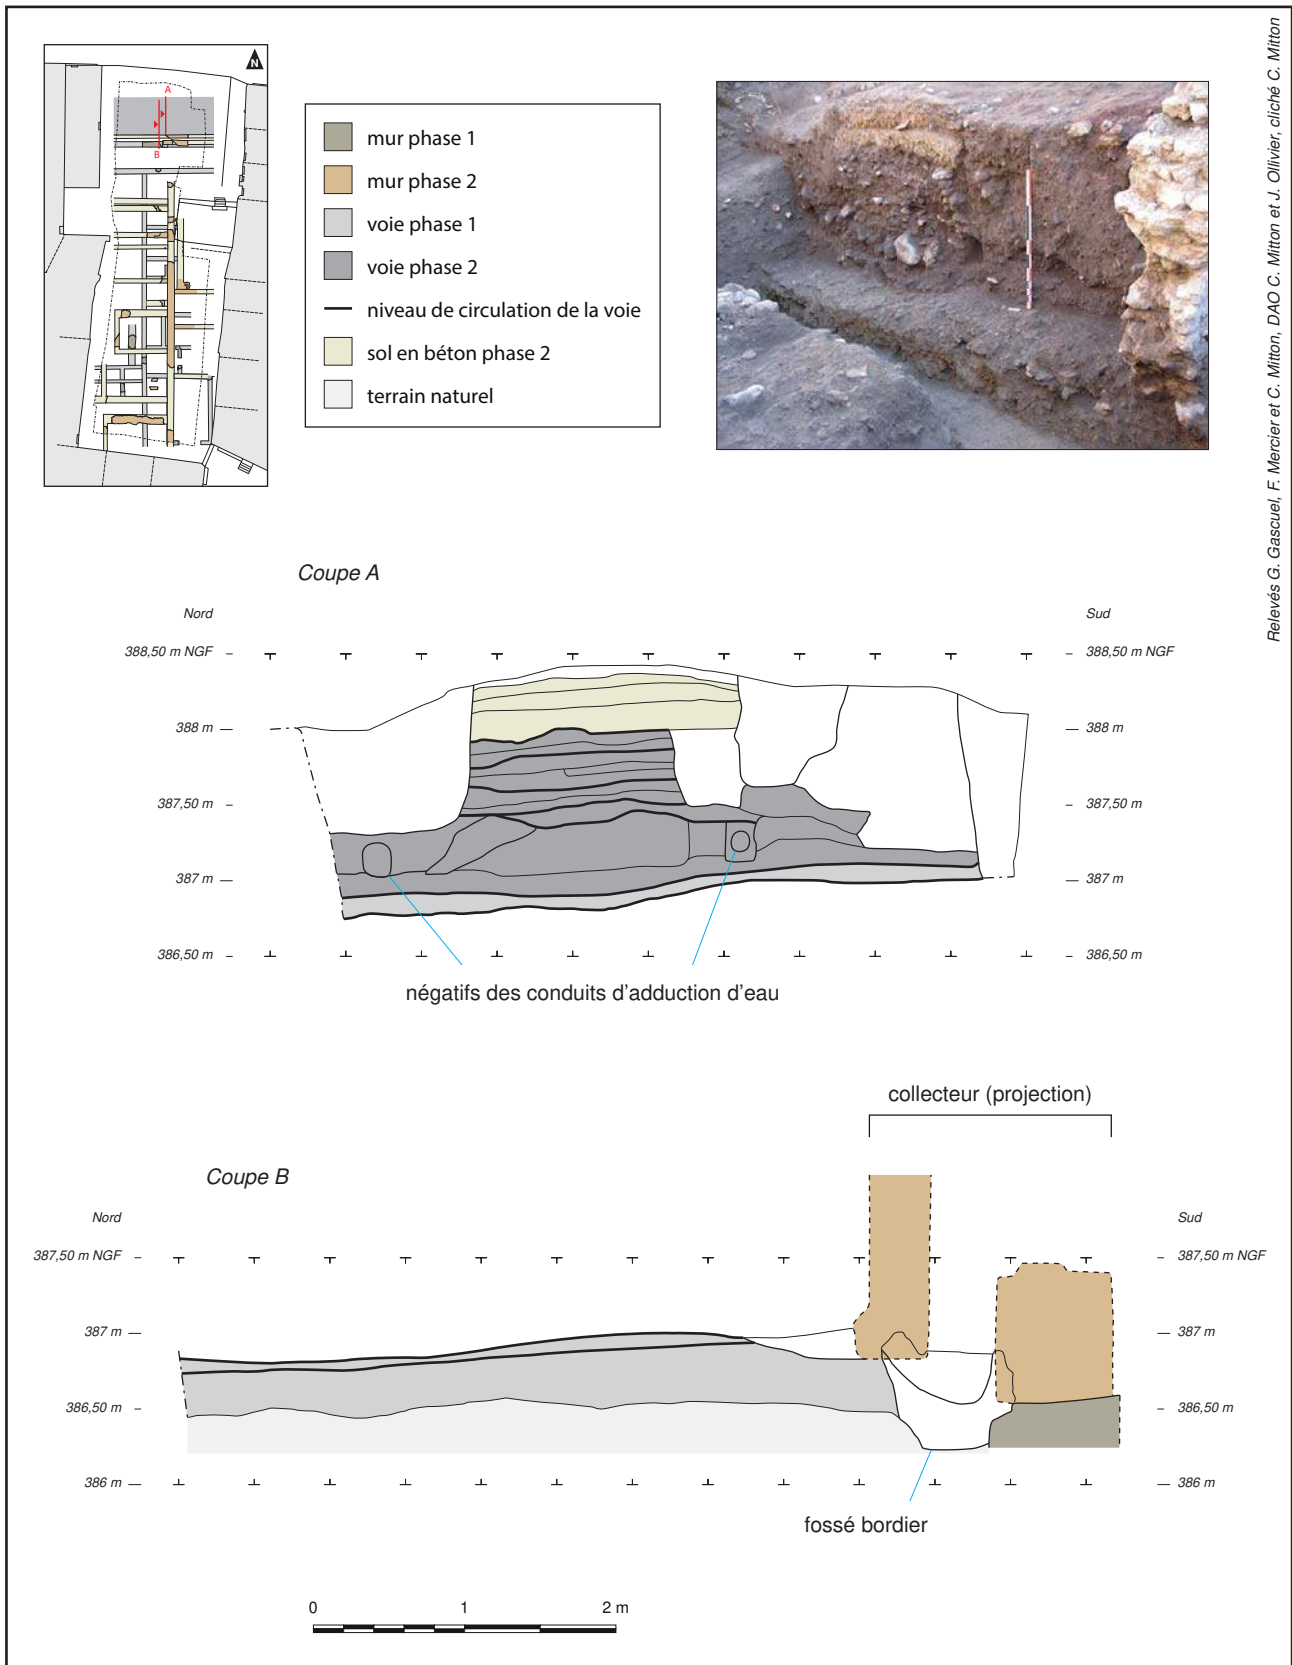 N
A
B
mur phase 1
mur phase 2
voie phase 1
voie phase 2
niveau de circulation de la voie
sol en béton phase 2
terrain naturel
Relevés G. Gascuel, F. Mercier et C. Mitton, DAO C. Mitton et J. Ollivier, cliché C. Mitton
Coupe A
Nord
Sud
388,50 m NGF
388,50 m NGF
388 m
388 m
387,50 m
387,50 m
387 m
387 m
386,50 m
386,50 m
négatifs des conduits d'adduction d'eau
collecteur (projection)
Coupe B
Nord
Sud
387,50 m NGF
387,50 m NGF
387 m
387 m
386,50 m
386,50 m
386 m
386 m
fossé bordier
0 1 2 m